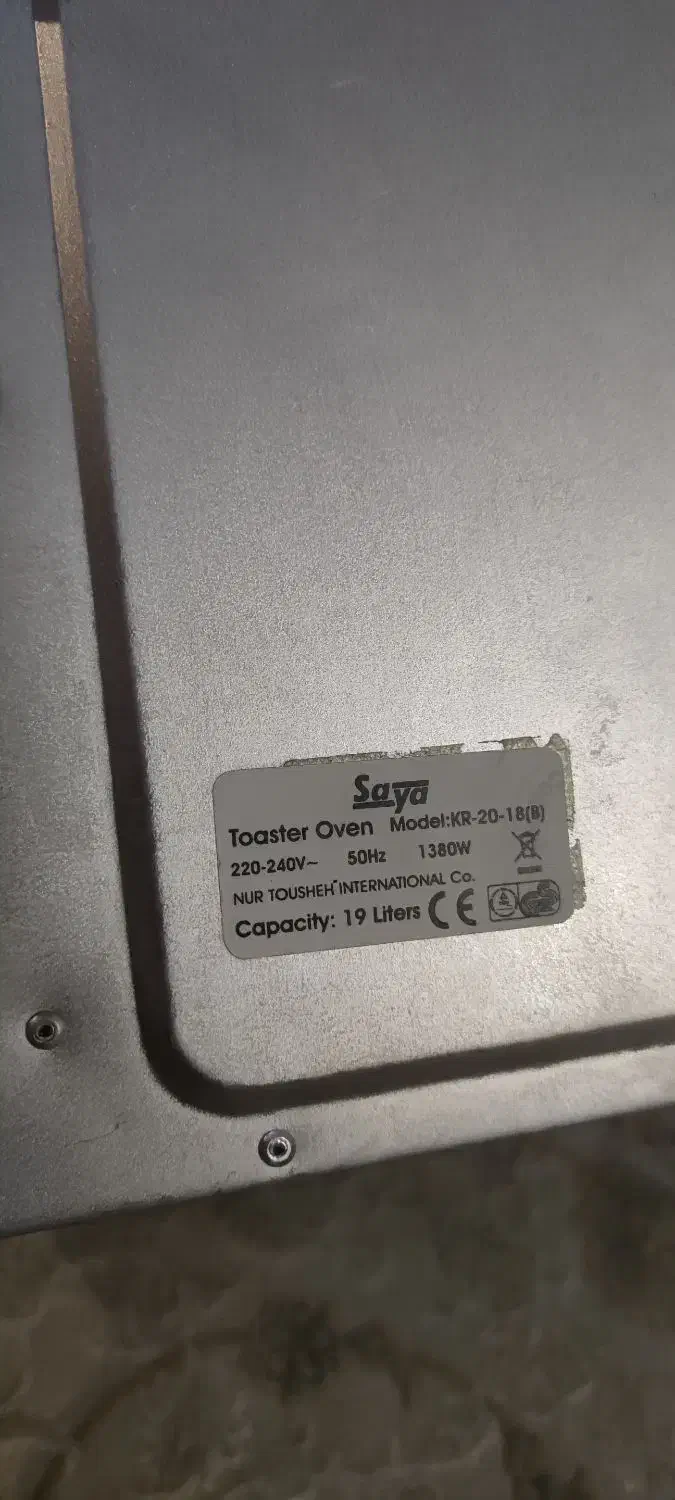 Saya
Toaster Oven Model:KR-20-18(B)
220-240V~ 50Hz 1380W
NUR TOUSHEH INTERNATIONAL Co.
Capacity: 19 Liters CE